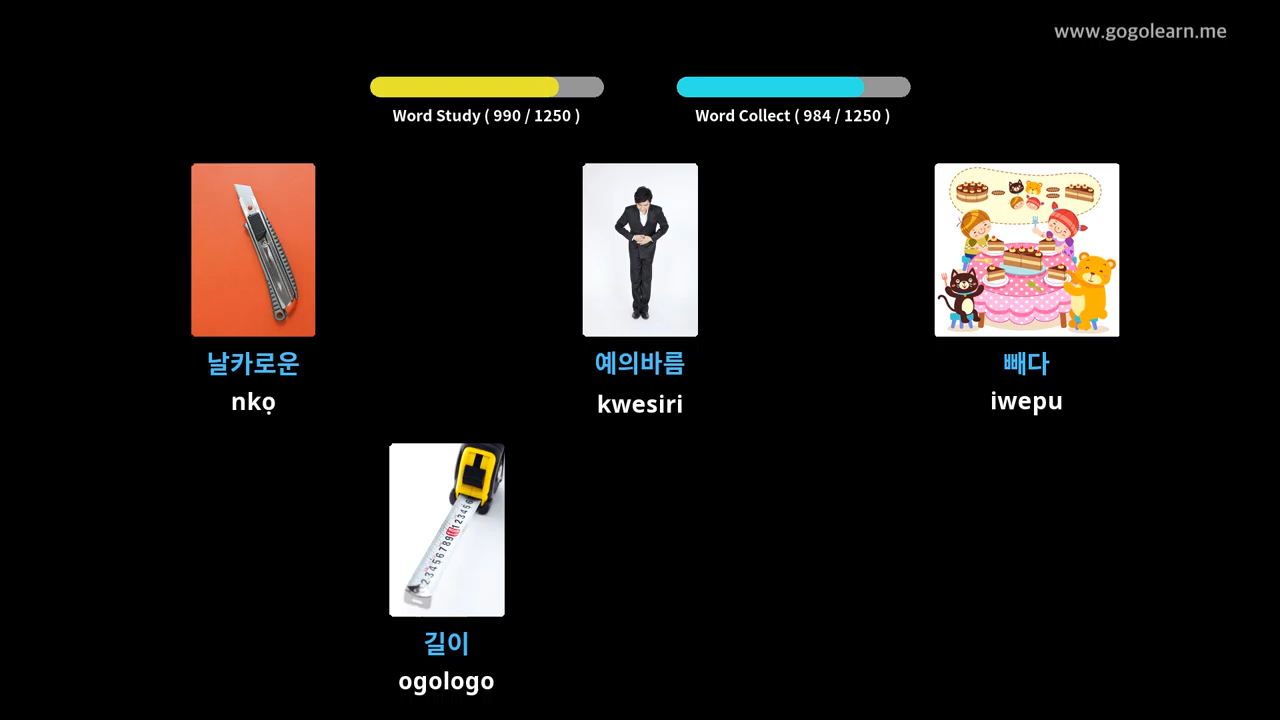 www.gogolearn.me
Word Study ( 990 / 1250 )
Word Collect ( 984 / 1250 )
날카로운
nkọ
예의바름
kwesiri
빼다
iwepu
길이
ogologo